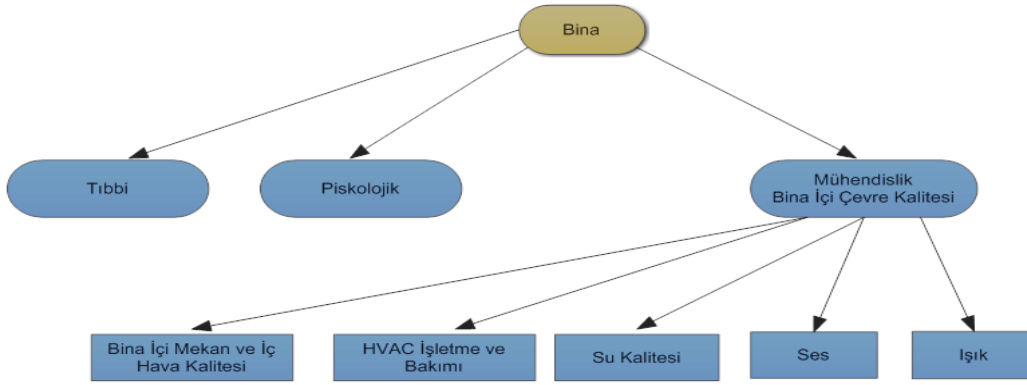 Bina
Tıbbi
Piskolojik
Mühendislik
Bina İçi Çevre Kalitesi
Bina İçi Mekan ve İç
Hava Kalitesi
HVAC İşletme ve
Bakımı
Su Kalitesi
Ses
Işık